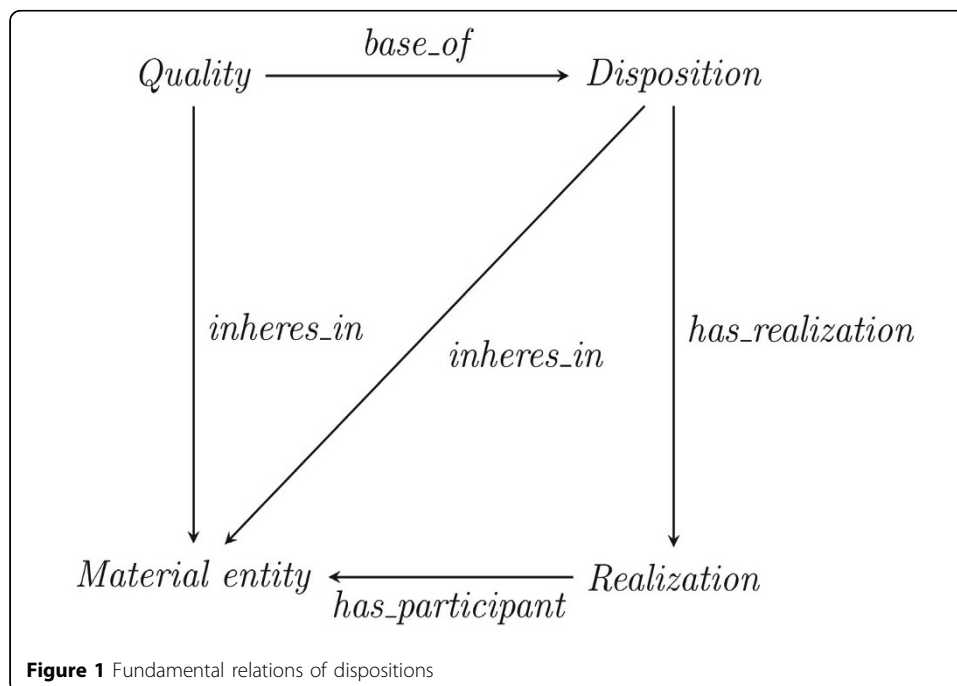 base_of
Quality Disposition
inheres_in
has_realization
inheres_in
Material entity Realization
has_participant
Figure 1 Fundamental relations of dispositions